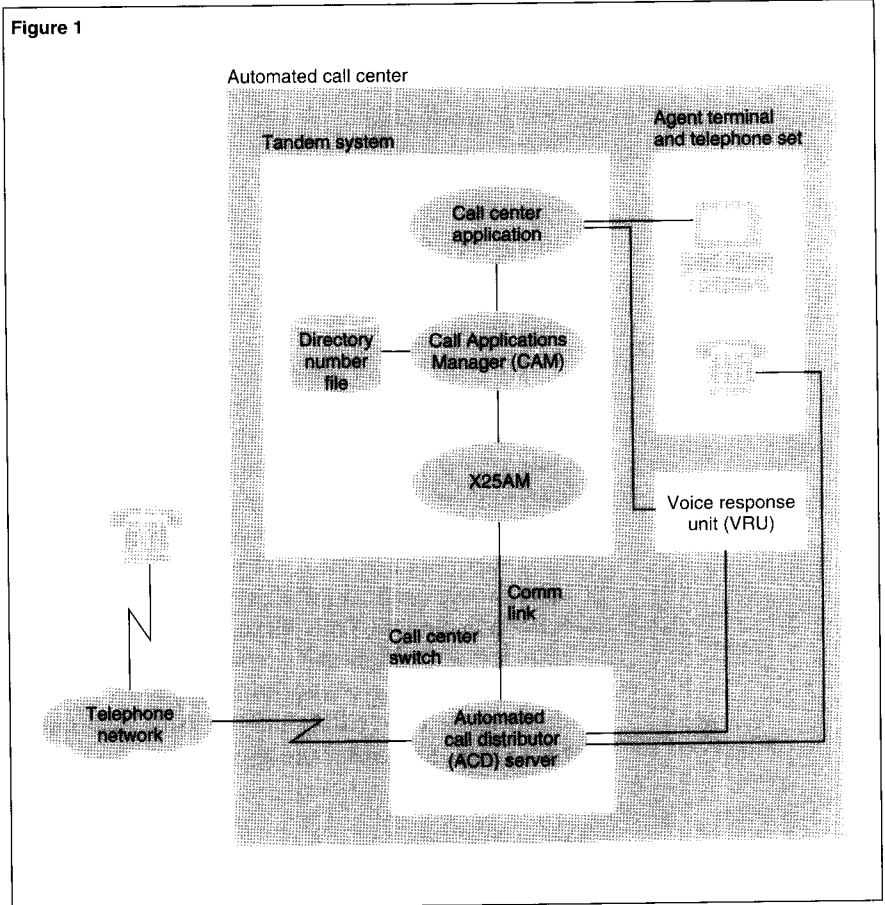 Figure 1
Automated call center
Tandem system
Agent terminal
and telephone set
Call center
application
Directory
number
file
Call Applications
Manager (CAM)
X25AM
Voice response
unit (VRU)
Comm
link
Call center
switch
Telephone
network
Automated
call distributor
(ACD) server